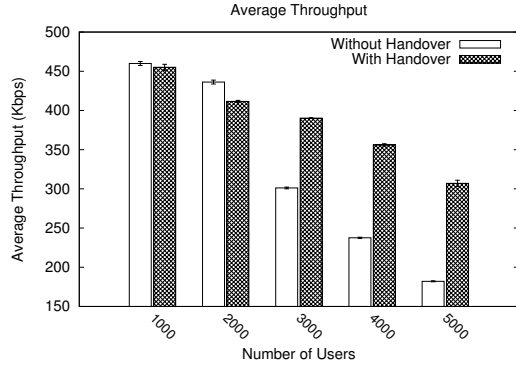 Average Throughput
500
450
400
350
300
250
200
150
Average Throughput (Kbps)
Without Handover
With Handover
1000
2000
3000
4000
5000
Number of Users